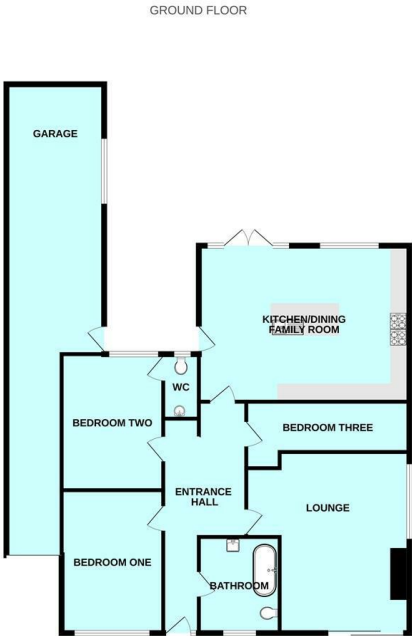 GROUND FLOOR
GARAGE
KITCHEN/DINING
FAMILY ROOM
WC
BEDROOM TWO
BEDROOM THREE
ENTRANCE
HALL
LOUNGE
BEDROOM ONE
BATHROOM